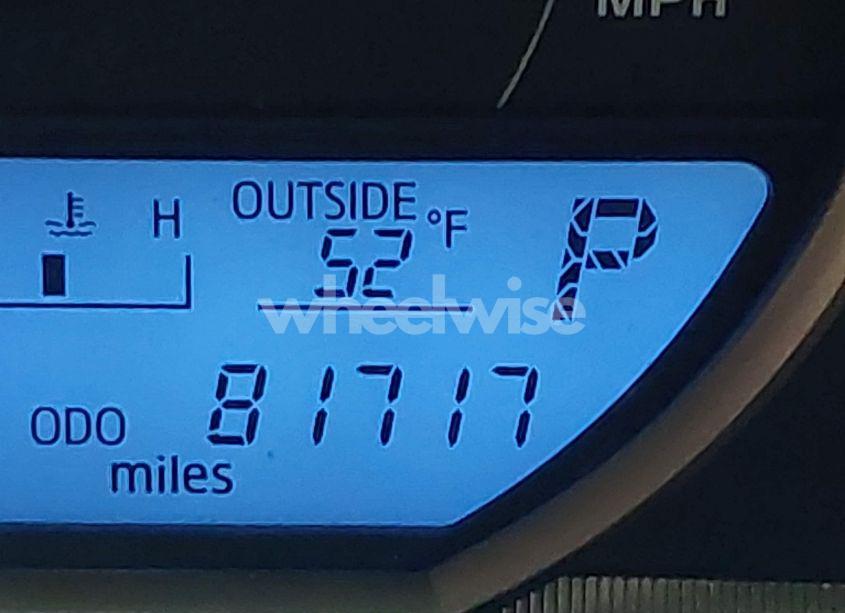 MPH
H
OUTSIDE
52 °F
P
wheelwise
ODO 81717
miles